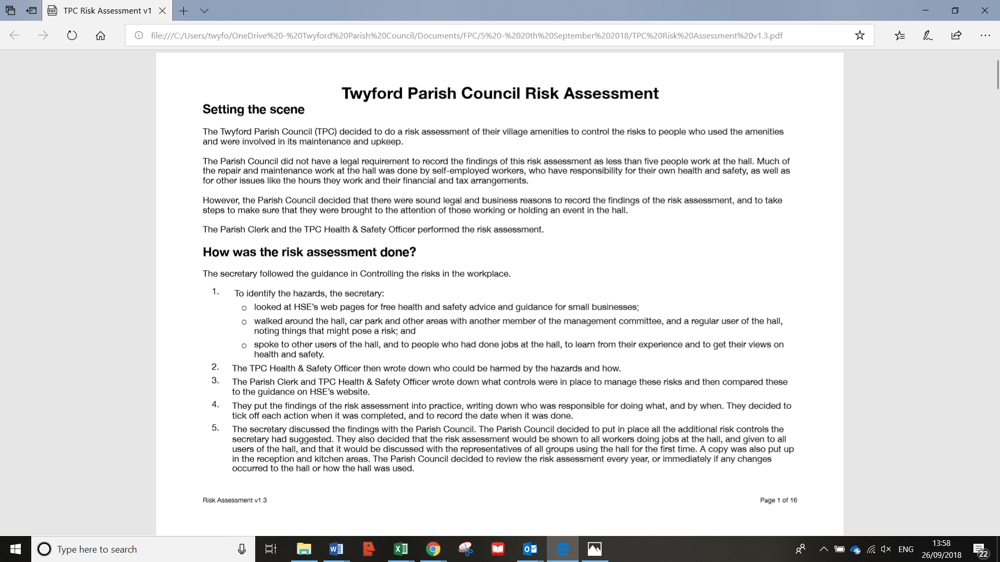 TPC Risk Assessment v1
file:///C:/Users/twyfo/OneDrive%20-%20Twyford%20Parish%20Council/Documents/FPC/5%20-%2020th%20September%202018/TPC%20Risk%20Assessment%20v1.3.pdf
Twyford Parish Council Risk Assessment
Setting the scene
The Twyford Parish Council (TPC) decided to do a risk assessment of their village amenities to control the risks to people who used the amenities
and were involved in its maintenance and upkeep.
The Parish Council did not have a legal requirement to record the findings of this risk assessment as less than five people work at the hall. Much of
the repair and maintenance work at the hall was done by self-employed workers, who have responsibility for their own health and safety, as well as
for other issues like the hours they work and their financial and tax arrangements.
However, the Parish Council decided that there were sound legal and business reasons to record the findings of the risk assessment, and to take
steps to make sure that they were brought to the attention of those working or holding an event in the hall.
The Parish Clerk and the TPC Health & Safety Officer performed the risk assessment.
How was the risk assessment done?
The secretary followed the guidance in Controlling the risks in the workplace.
1. To identify the hazards, the secretary:
o looked at HSE's web pages for free health and safety advice and guidance for small businesses;
o walked around the hall, car park and other areas with another member of the management committee, and a regular user of the hall,
noting things that might pose a risk; and
o spoke to other users of the hall, and to people who had done jobs at the hall, to learn from their experience and to get their views on
health and safety.
2. The TPC Health & Safety Officer then wrote down who could be harmed by the hazards and how.
3. The Parish Clerk and TPC Health & Safety Officer wrote down what controls were in place to manage these risks and then compared these
to the guidance on HSE's website.
4. They put the findings of the risk assessment into practice, writing down who was responsible for doing what, and by when. They decided to
tick off each action when it was completed, and to record the date when it was done.
5. The secretary discussed the findings with the Parish Council. The Parish Council decided to put in place all the additional risk controls the
secretary had suggested. They also decided that the risk assessment would be shown to all workers doing jobs at the hall, and given to all
users of the hall, and that it would be discussed with the representatives of all groups using the hall for the first time. A copy was also put up
in the reception and kitchen areas. The Parish Council decided to review the risk assessment every year, or immediately if any changes
occurred to the hall or how the hall was used.
Risk Assessment v1.3 Page 1 of 16
Type here to search
ENG
13:58
26/09/2018
22